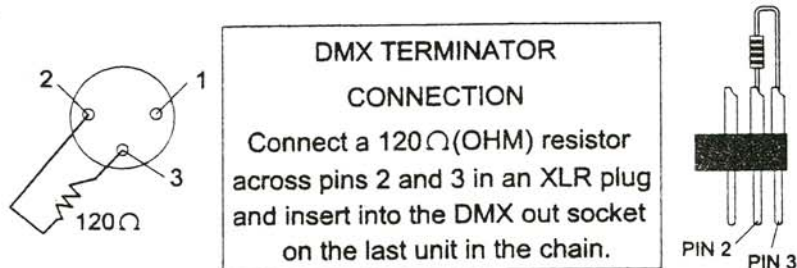 2
1
3
120Ω
DMX TERMINATOR
CONNECTION
Connect a 120Ω(OHM) resistor
across pins 2 and 3 in an XLR plug
and insert into the DMX out socket
on the last unit in the chain.
PIN 2
PIN 3